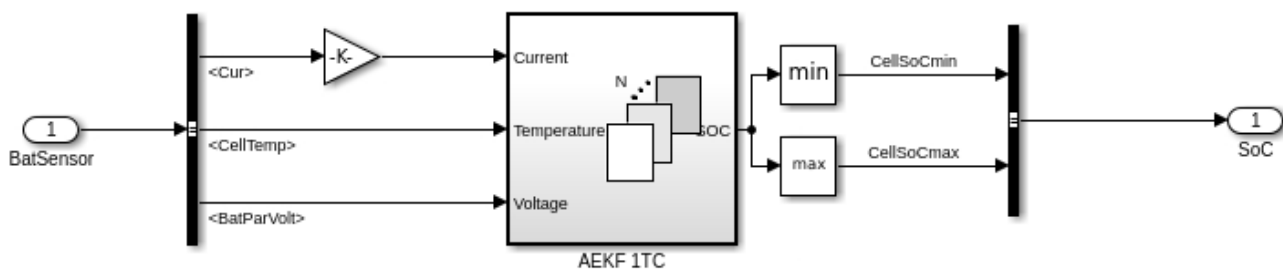 1
BatSensor
<Cur>
<CellTemp>
<BatParVolt>
-K-
Current
Temperature
Voltage
N
SOC
AEKF 1TC
min
max
CellSoCmin
CellSoCmax
1
SoC